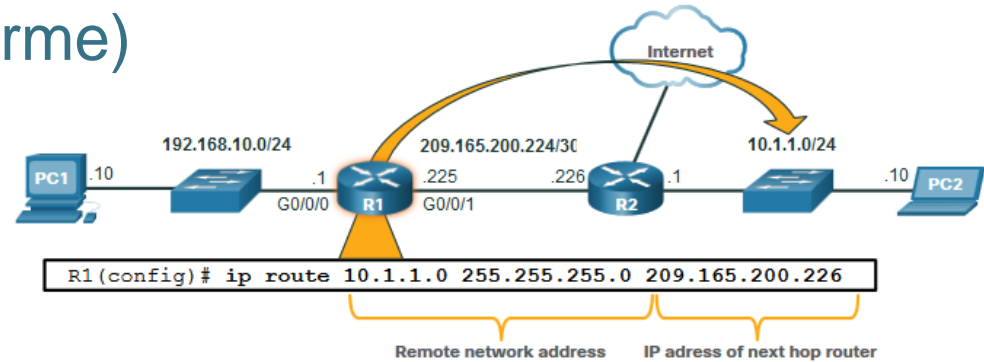 rme)
Internet
192.168.10.0/24
209.165.200.224/30
10.1.1.0/24
PC1
.10
.1
.225
.226
.1
.10
PC2
G0/0/0
R1
G0/0/1
R2
R1(config)# ip route 10.1.1.0 255.255.255.0 209.165.200.226
Remote network address
IP adress of next hop router